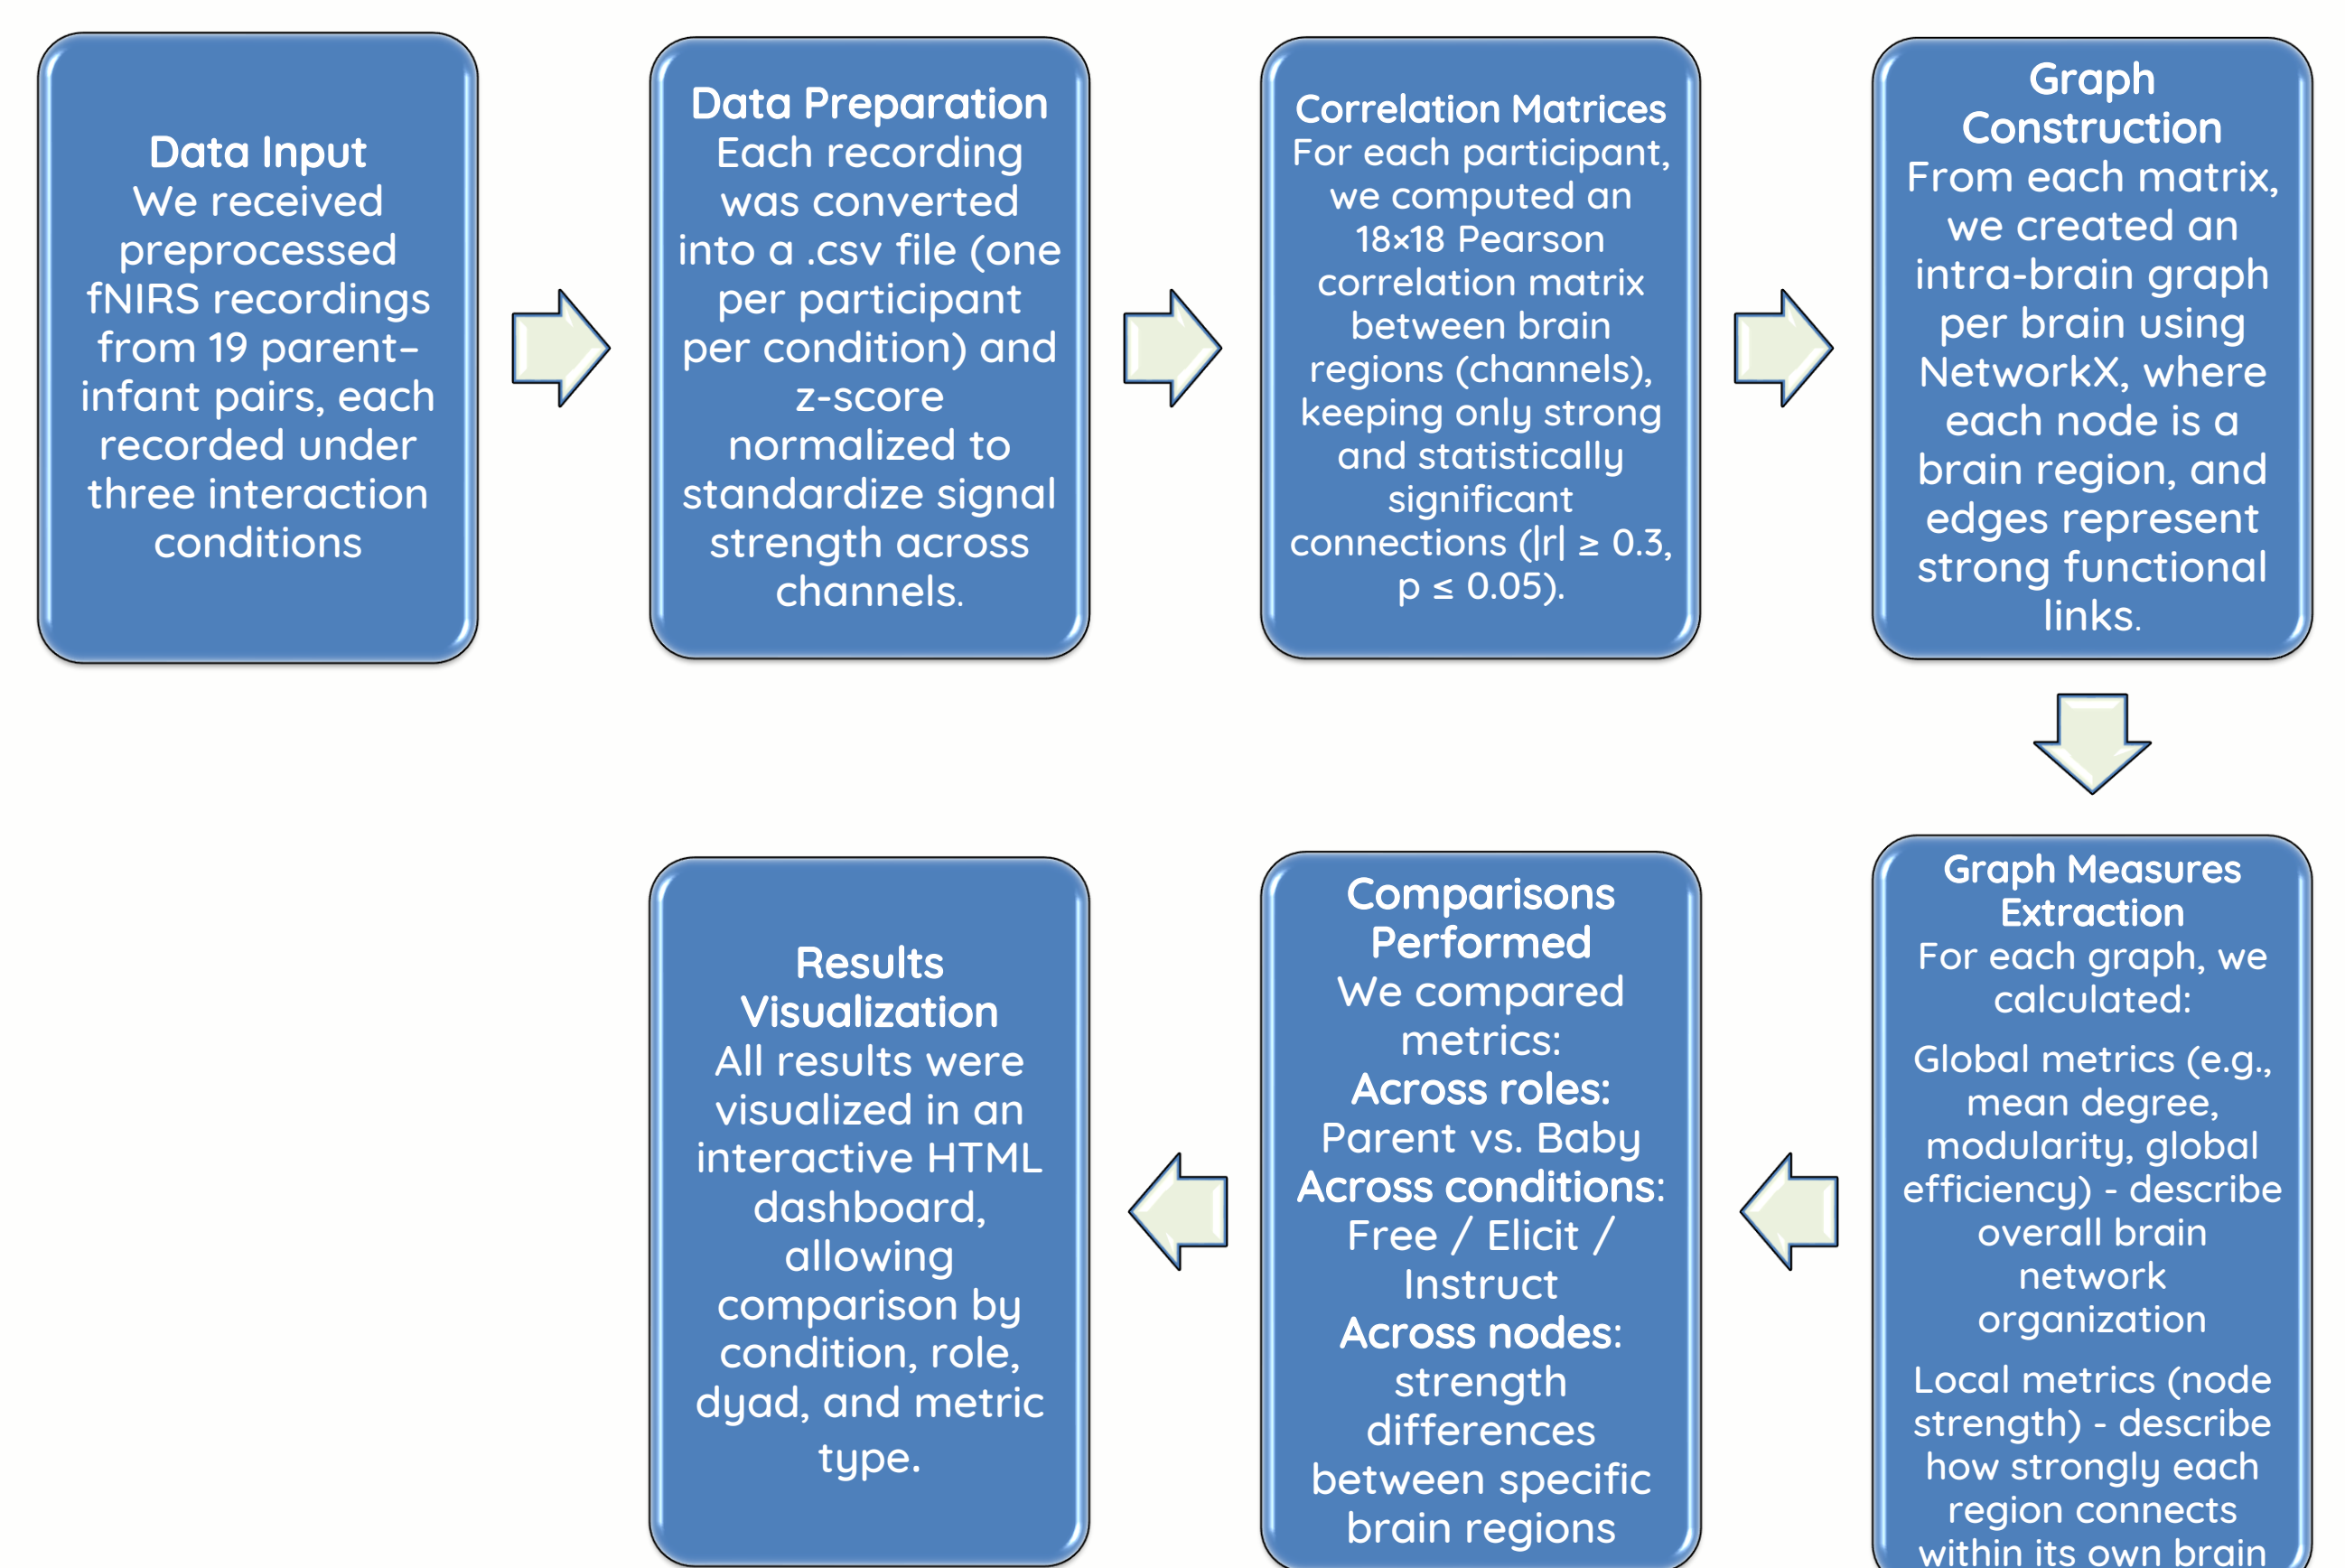 Data Input
We received
preprocessed
fNIRS recordings
from 19 parent–
infant pairs, each
recorded under
three interaction
conditions
Data Preparation
Each recording
was converted
into a .csv file (one
per participant
per condition) and
z-score
normalized to
standardize signal
strength across
channels.
Correlation Matrices
For each participant,
we computed an
18×18 Pearson
correlation matrix
between brain
regions (channels),
keeping only strong
and statistically
significant
connections (|r| ≥ 0.3,
p ≤ 0.05).
Graph
Construction
From each matrix,
we created an
intra-brain graph
per brain using
NetworkX, where
each node is a
brain region, and
edges represent
strong functional
links.
Graph Measures
Extraction
For each graph, we
calculated:
Global metrics (e.g.,
mean degree,
modularity, global
efficiency) - describe
overall brain
network
organization
Local metrics (node
strength) - describe
how strongly each
region connects
within its own brain
Comparisons
Performed
We compared
metrics:
Across roles:
Parent vs. Baby
Across conditions:
Free / Elicit /
Instruct
Across nodes:
strength
differences
between specific
brain regions
Results
Visualization
All results were
visualized in an
interactive HTML
dashboard,
allowing
comparison by
condition, role,
dyad, and metric
type.